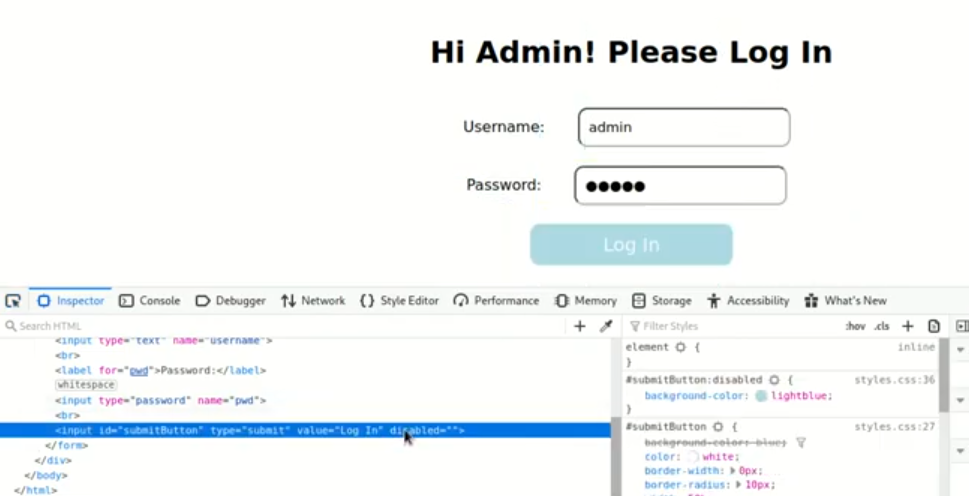 Hi Admin! Please Log In
Username: admin
Password: ●●●●●
Log In
Inspector Console Debugger Network {} Style Editor Performance Memory Storage Accessibility What's New
Search HTML + Filter Styles :hov .cls +
<input type="text" name="username">
<br>
<label for="pwd">Password:</label>
whitespace
<input type="password" name="pwd">
<br>
<input id="submitButton" type="submit" value="Log In" disabled="">
</form>
</div>
</body>
</html>
element { inline
}
#submitButton:disabled { styles.css:36
background-color: lightblue;
}
#submitButton { styles.css:27
background-color: blue;
color: white;
border-width: 0px;
border-radius: 10px;